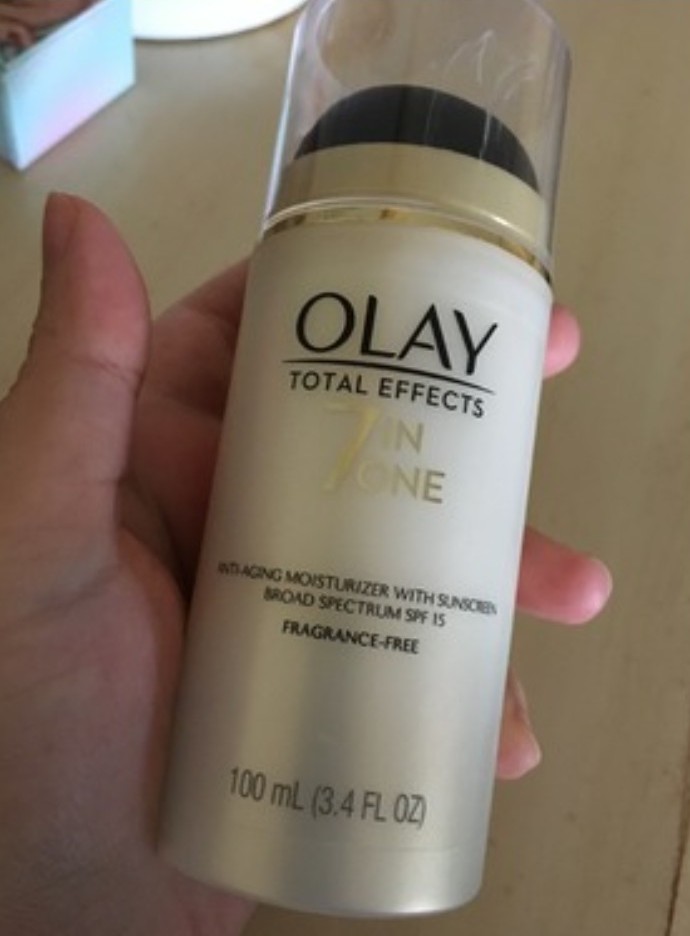 OLAY
TOTAL EFFECTS
7 IN
ONE
ANTI-AGING MOISTURIZER WITH SUNSCREEN
BROAD SPECTRUM SPF 15
FRAGRANCE-FREE
100 mL (3.4 FL OZ)